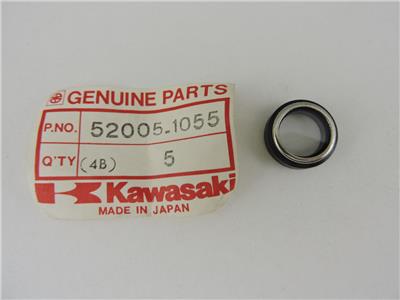 GENUINE PARTS
P.NO. 52005-1055
Q'TY (4B) 5
Kawasaki
MADE IN JAPAN